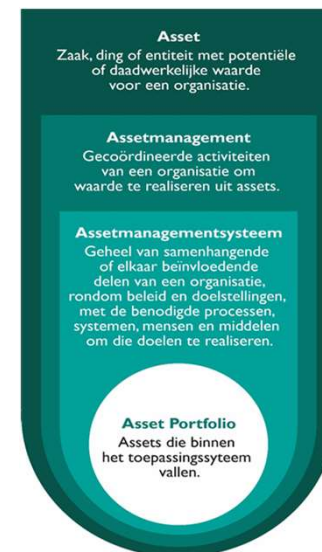 Asset
Zaak, ding of entiteit met potentiële
of daadwerkelijke waarde
voor een organisatie.
Assetmanagement
Gecoördineerde activiteiten
van een organisatie om
waarde te realiseren uit assets.
Assetmanagementsysteem
Geheel van samenhangende
of elkaar beïnvloedende
delen van een organisatie,
rondom beleid en doelstellingen,
met de benodigde processen,
systemen, mensen en middelen
om die doelen te realiseren.
Asset Portfolio
Assets die binnen
het toepassingssyteem
vallen.